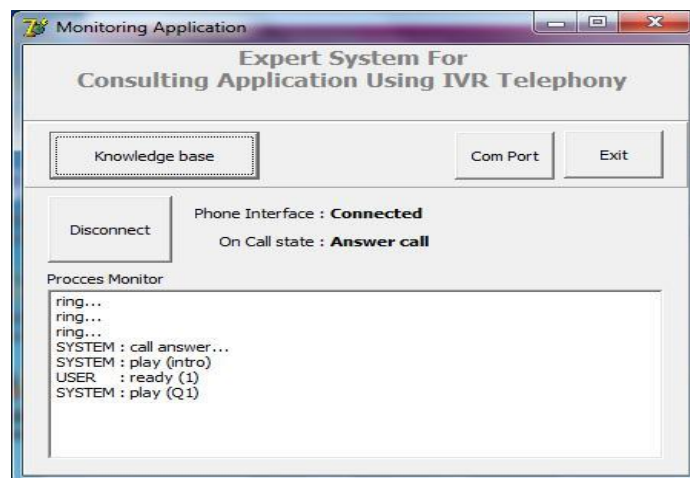 Monitoring Application
Expert System For
Consulting Application Using IVR Telephony
Knowledge base
Com Port
Exit
Disconnect
Phone Interface : Connected
On Call state : Answer call
Procces Monitor
ring...
ring...
ring...
SYSTEM : call answer...
SYSTEM : play (intro)
USER : ready (1)
SYSTEM : play (Q1)